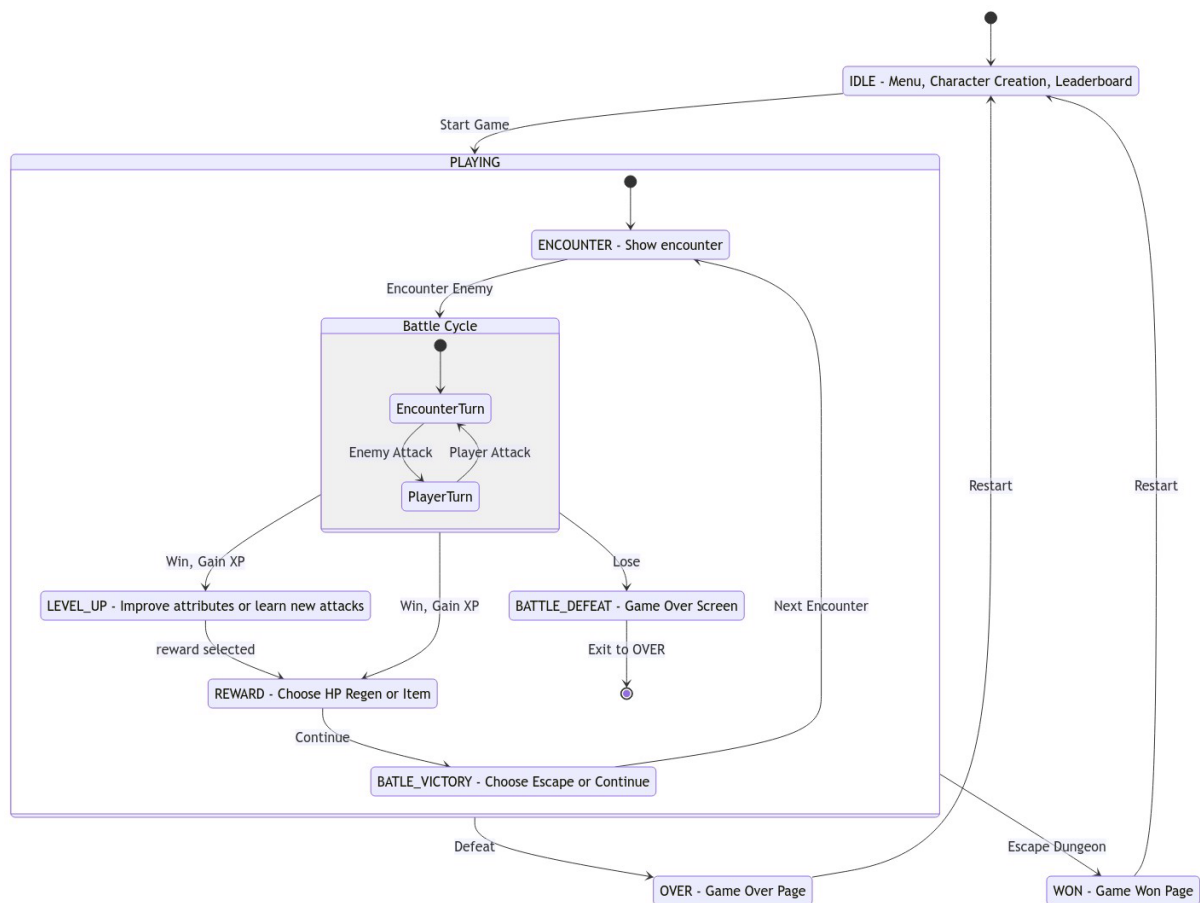 IDLE - Menu, Character Creation, Leaderboard
Start Game
PLAYING
ENCOUNTER - Show encounter
Encounter Enemy
Battle Cycle
EncounterTurn
Enemy Attack
Player Attack
PlayerTurn
Restart
Restart
Win, Gain XP
Lose
LEVEL_UP - Improve attributes or learn new attacks
Win, Gain XP
BATTLE_DEFEAT - Game Over Screen
Next Encounter
reward selected
Exit to OVER
REWARD - Choose HP Regen or Item
Continue
BATLE_VICTORY - Choose Escape or Continue
Defeat
Escape Dungeon
OVER - Game Over Page
WON - Game Won Page